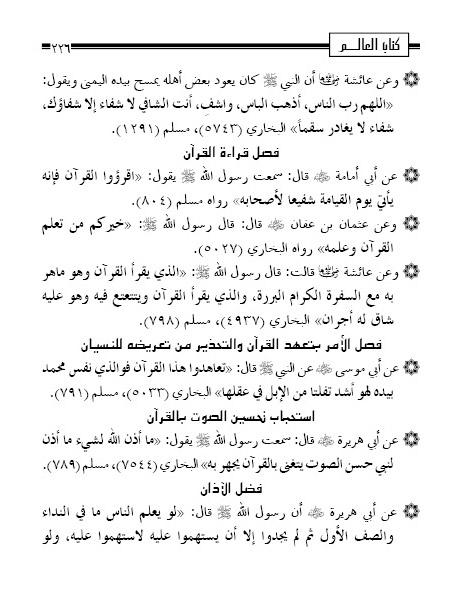 كتاب العالم
٢٢٦
وعن عائشة رضي الله عنها أن النبي ﷺ كان يعود بعض أهله يمسح بيده اليمنى ويقول:
«اللهم رب الناس، أذهب الباس، واشفِ، أنت الشافي لا شفاء إلا شفاؤك،
شفاء لا يغادر سقماً» البخاري (٥٧٤٣)، مسلم (١٢٩١).
فصل قراءة القرآن
عن أبي أمامة رضي الله عنه قال: سمعت رسول الله ﷺ يقول: «اقرؤوا القرآن فإنه
يأتي يوم القيامة شفيعا لأصحابه» رواه مسلم (٨٠٤).
وعن عثمان بن عفان رضي الله عنه قال: قال رسول الله ﷺ: «خيركم من تعلم
القرآن وعلمه» رواه البخاري (٥٠٢٧).
وعن عائشة رضي الله عنها قالت: قال رسول الله ﷺ: «الذي يقرأ القرآن وهو ماهر
به مع السفرة الكرام البررة، والذي يقرأ القرآن ويتتعتع فيه وهو عليه
شاق له أجران» البخاري (٤٩٣٧)، مسلم (٧٩٨).
فصل الأمر بتعهد القرآن والتحذير من تعريضه للنسيان
عن أبي موسى رضي الله عنه عن النبي ﷺ قال: «تعاهدوا هذا القرآن فوالذي نفس محمد
بيده لهو أشد تفلتا من الإبل في عقلها» البخاري (٥٠٣٣)، مسلم (٧٩١).
استحباب تحسين الصوت بالقرآن
عن أبي هريرة رضي الله عنه قال: سمعت رسول الله ﷺ يقول: «ما أذن الله لشيء ما أذن
لنبي حسن الصوت يتغنى بالقرآن يجهر به» البخاري (٧٥٤٤)، مسلم (٧٨٩).
فضل الأذان
عن أبي هريرة رضي الله عنه أن رسول الله ﷺ قال: «لو يعلم الناس ما في النداء
والصف الأول ثم لم يجدوا إلا أن يستهموا عليه لاستهموا عليه، ولو